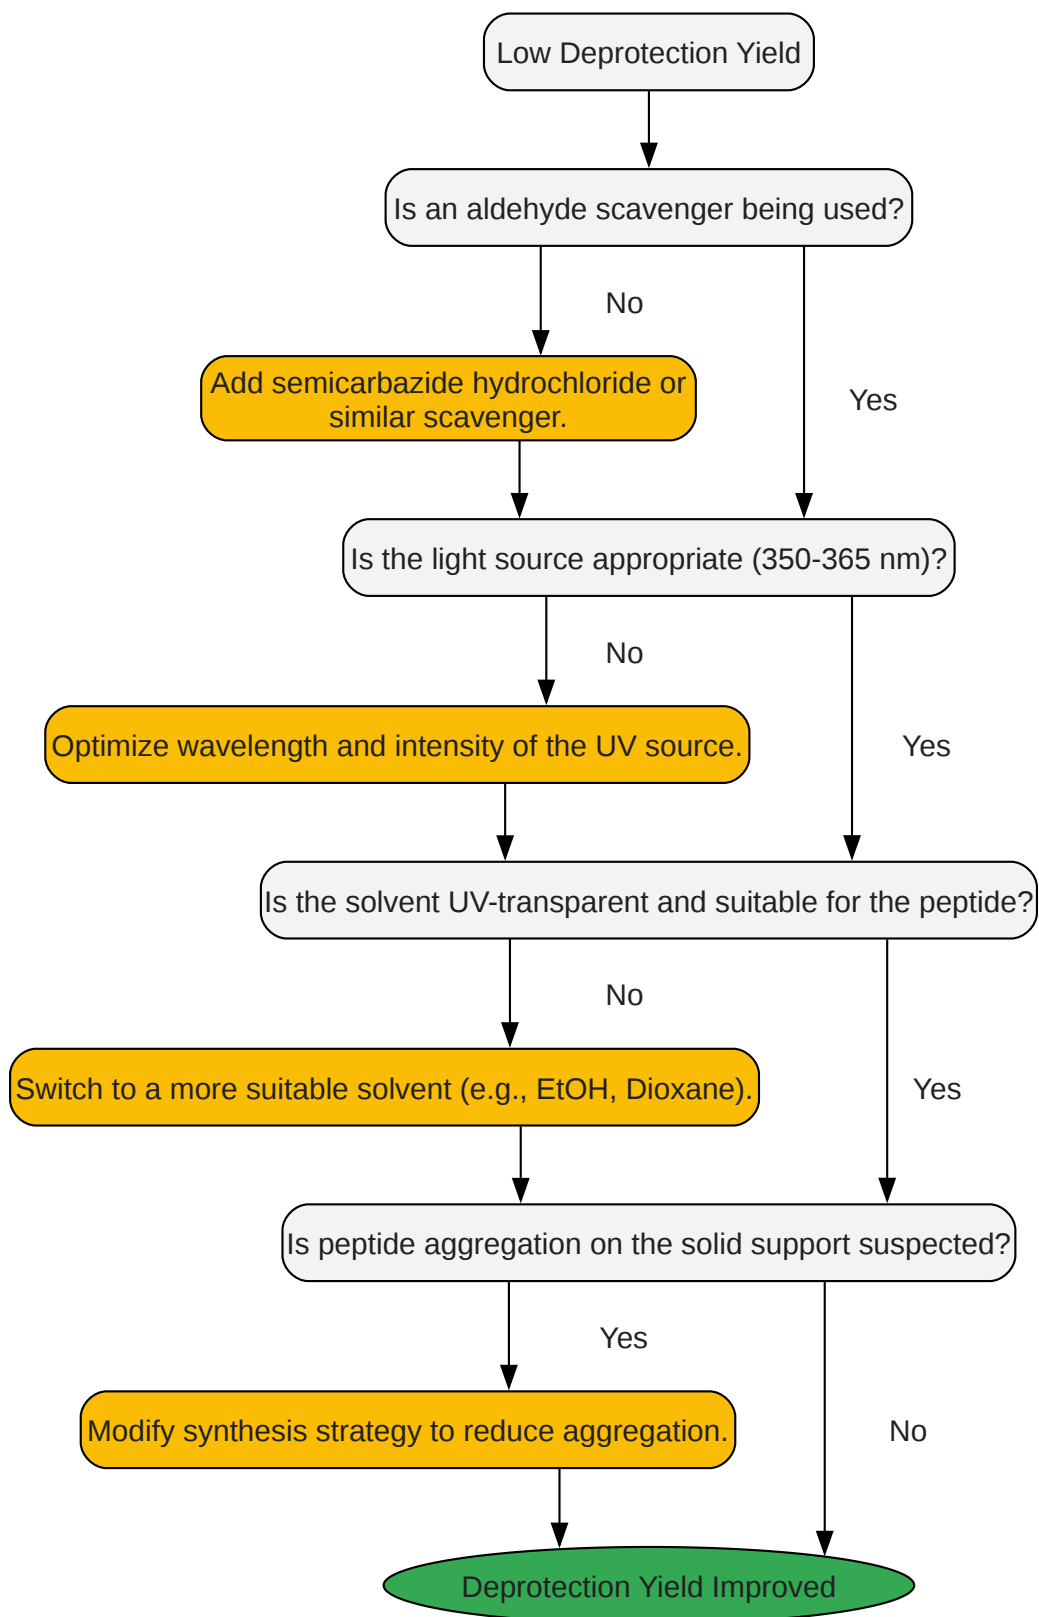 Low Deprotection Yield
Is an aldehyde scavenger being used?
No
Add semicarbazide hydrochloride or
similar scavenger.
Yes
Is the light source appropriate (350-365 nm)?
No
Optimize wavelength and intensity of the UV source.
Yes
Is the solvent UV-transparent and suitable for the peptide?
No
Switch to a more suitable solvent (e.g., EtOH, Dioxane).
Yes
Is peptide aggregation on the solid support suspected?
Yes
Modify synthesis strategy to reduce aggregation.
No
Deprotection Yield Improved